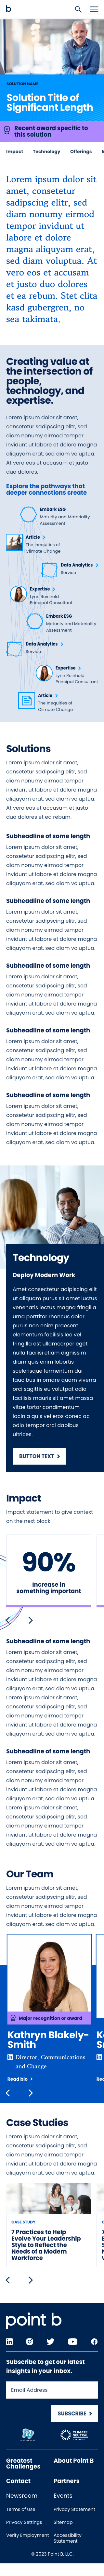 b
SOLUTION NAME
Solution Title of
Significant Length
Recent award specific to
this solution
Impact Technology Offerings
Lorem ipsum dolor sit
amet, consetetur
sadipscing elitr, sed
diam nonumy eirmod
tempor invidunt ut
labore et dolore
magna aliquyam erat,
sed diam voluptua. At
vero eos et accusam
et justo duo dolores
et ea rebum. Stet clita
kasd gubergren, no
sea takimata.
Creating value at
the intersection of
people,
technology, and
expertise.
Lorem ipsum dolor sit amet,
consetetur sadipscing elitr, sed
diam nonumy eirmod tempor
invidunt ut labore et dolore magna
aliquyam erat, sed diam voluptua.
At vero eos et accusam et justo
duo dolores.
Explore the pathways that
deeper connections create
Embark ESG
Maturity and Materiality
Assessment
Article
The Inequities of
Climate Change
Data Analytics
Service
Expertise
Lynn Reinhold
Principal Consultant
Embark ESG
Maturity and Materiality
Assessment
Data Analytics
Service
Expertise
Lynn Reinhold
Principal Consultant
Article
The Inequities of
Climate Change
Solutions
Lorem ipsum dolor sit amet,
consetetur sadipscing elitr, sed
diam nonumy eirmod tempor
invidunt ut labore et dolore magna
aliquyam erat, sed diam voluptua.
At vero eos et accusam et justo
duo dolores et ea rebum.
Subheadline of some length
Lorem ipsum dolor sit amet,
consetetur sadipscing elitr, sed
diam nonumy eirmod tempor
invidunt ut labore et dolore magna
aliquyam erat, sed diam voluptua.
Subheadline of some length
Lorem ipsum dolor sit amet,
consetetur sadipscing elitr, sed
diam nonumy eirmod tempor
invidunt ut labore et dolore magna
aliquyam erat, sed diam voluptua.
Subheadline of some length
Lorem ipsum dolor sit amet,
consetetur sadipscing elitr, sed
diam nonumy eirmod tempor
invidunt ut labore et dolore magna
aliquyam erat, sed diam voluptua.
Subheadline of some length
Lorem ipsum dolor sit amet,
consetetur sadipscing elitr, sed
diam nonumy eirmod tempor
invidunt ut labore et dolore magna
aliquyam erat, sed diam voluptua.
Subheadline of some length
Lorem ipsum dolor sit amet,
consetetur sadipscing elitr, sed
diam nonumy eirmod tempor
invidunt ut labore et dolore magna
aliquyam erat, sed diam voluptua.
Technology
Deploy Modern Work
Amet consectetur adipiscing elit
ut aliquam purus sit amet luctus
venenatis lectus magna fringilla
urna porttitor rhoncus dolor
purus non enim praesent
elementum facilisis leo vel
fringilla est ullamcorper eget
nulla facilisi etiam dignissim
diam quis enim lobortis
scelerisque fermentum dui
faucibus in ornare quam viverra
orci sagittis eu volutpat odio
facilisis mauris sit amet massa
vitae tortor condimentum
lacinia quis vel eros donec ac
odio tempor orci dapibus
ultrices.
BUTTON TEXT
Impact
Impact statement to give context
on the next block
90%
Increase in
something important
Subheadline of some length
Lorem ipsum dolor sit amet,
consetetur sadipscing elitr, sed
diam nonumy eirmod tempor
invidunt ut labore et dolore magna
aliquyam erat, sed diam voluptua.
Lorem ipsum dolor sit amet,
consetetur sadipscing elitr, sed
diam nonumy eirmod tempor
invidunt ut labore et dolore magna
aliquyam erat, sed diam voluptua.
Subheadline of some length
Lorem ipsum dolor sit amet,
consetetur sadipscing elitr, sed
diam nonumy eirmod tempor
invidunt ut labore et dolore magna
aliquyam erat, sed diam voluptua.
Lorem ipsum dolor sit amet,
consetetur sadipscing elitr, sed
diam nonumy eirmod tempor
invidunt ut labore et dolore magna
aliquyam erat, sed diam voluptua.
Our Team
Lorem ipsum dolor sit amet,
consetetur sadipscing elitr, sed
diam nonumy eirmod tempor
invidunt ut labore et dolore magna
aliquyam erat, sed diam voluptua.
Major recognition or award
Kathryn Blakely-
Smith
Director, Communications
and Change
Read bio
Case Studies
Lorem ipsum dolor sit amet,
consetetur sadipscing elitr, sed
diam nonumy eirmod tempor
invidunt ut labore et dolore magna
aliquyam erat, sed diam voluptua.
CASE STUDY
7 Practices to Help
Evolve Your Leadership
Style to Reflect the
Needs of a Modern
Workforce
point b
Subscribe to get our latest
insights in your inbox.
Email Address
SUBSCRIBE
CLIMATE
NEUTRAL
Greatest
Challenges
About Point B
Contact
Partners
Newsroom
Events
Terms of Use
Privacy Statement
Privacy Settings
Sitemap
Verify Employment
Accessibility
Statement
© 2023 Point B, LLC.